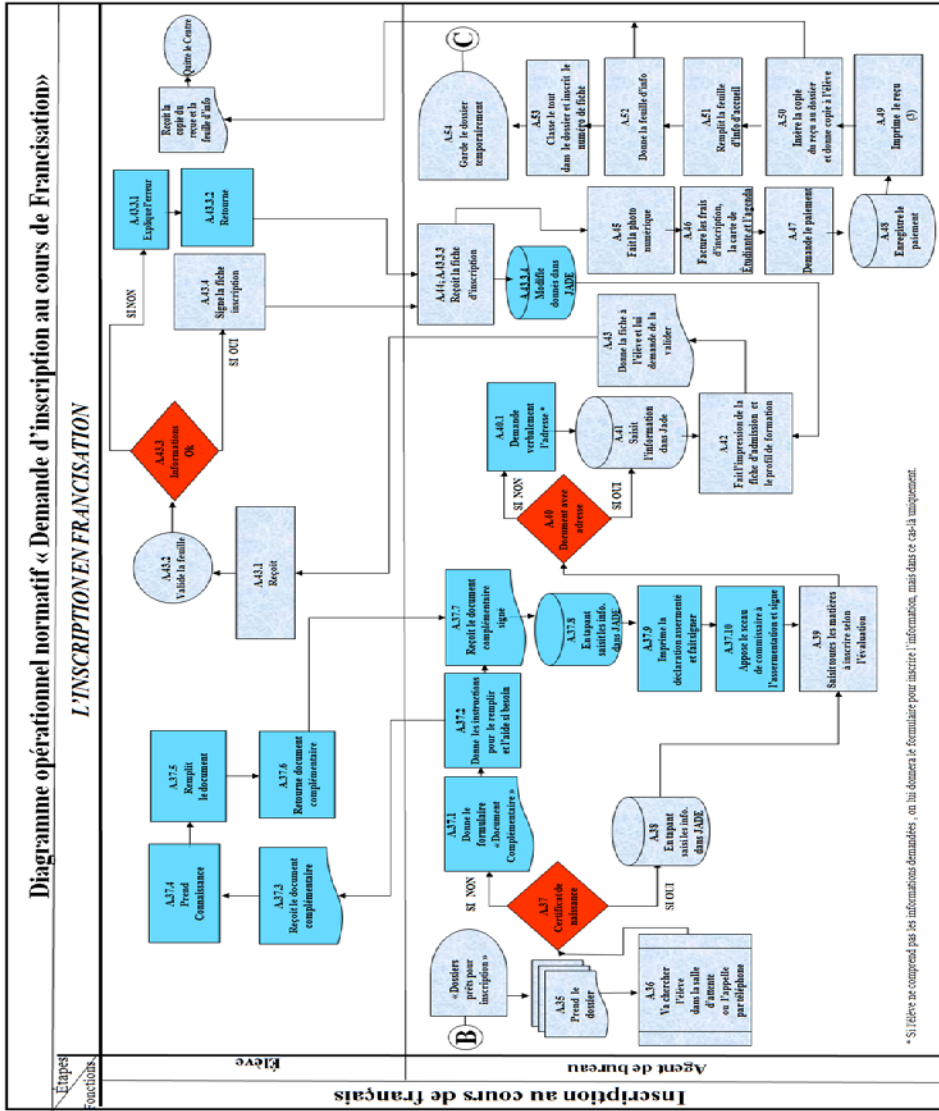 Diagramme opérationnel normatif « Demande d'inscription au cours de Francisation»
Etapes
Fonctions
L'INSCRIPTION EN FRANCISATION
Inscription au cours de français
Élève
Agent de bureau
A.37.4
Prend
Connaissance
A.37.5
Remplit
le document
A.37.3
Reçoit le document
complémentaire
A.37.6
Retourne document
complémentaire
A.43.2
Valide la feuille
A.43.1
Reçoit
A.43.3
Informations
Ok
SI NON
SI OUI
A.43.3.1
Explique l'erreur
A.43.3.2
Retourne
A.43.4
Signe la fiche
inscription
Reçoit la
copie du
reçue et la
feuille d'info
Quitte le Centre
B
« Dossiers
prêts pour
inscription »
A.35
Prend le
dossier
A.36
Va chercher
l'élève
dans la salle
d'attente
ou l'appelle
par téléphone
A.37
Certificat de
naissance
SI NON
SI OUI
A.37.1
Donne le
formulaire
« Document
Complémentaire »
A.37.2
Donne les instructions
pour le remplir
et l'aide si besoin
A.38
En tapant
saisi les info.
dans JADE
A.37.7
Reçoit le document
complémentaire
signé
A.37.8
En tapant
saisit les info.
dans JADE
A.37.9
Imprime la
déclaration assermenté
et fait signer
A.37.10
Appose le sceau
de commissaire à
l'assermentation et signe
A.39
Saisit toutes les matières
à inscrire selon
l'évaluation
A.40
Document avec
adresse
SI NON
SI OUI
A.40.1
Demande
verbalement
l'adresse *
A.41
Saisit
l'information
dans Jade
A.42
Fait l'impression de la
fiche d'admission et
le profil de formation
A.43
Donne la fiche à
l'élève et lui
demande de la
valider
A.44; A.43.3.3
Reçoit la fiche
d'inscription
A.43.3.4
Modifie
donnés dans
JADE
A.45
Fait la photo
numérique
A.46
Facture les frais
d'inscription,
la carte de
Étudiante et l'agenda
A.47
Demande le paiement
A.48
Enregistre le
paiement
A.49
Imprime le reçu
(3)
A.50
Insère la copie
du reçu au dossier
et donne copie à l'élève
A.51
Remplit la feuille
d'info d'accueil
A.52
Donne la feuille d'info
A.53
Classe le tout
dans le dossier et inscrit le
numéro de fiche
A.54
Garde le dossier
temporairement
C
* Si l'élève ne comprend pas les informations demandées, on lui donnera le formulaire pour inscrire l'information, mais dans ce cas-là uniquement.